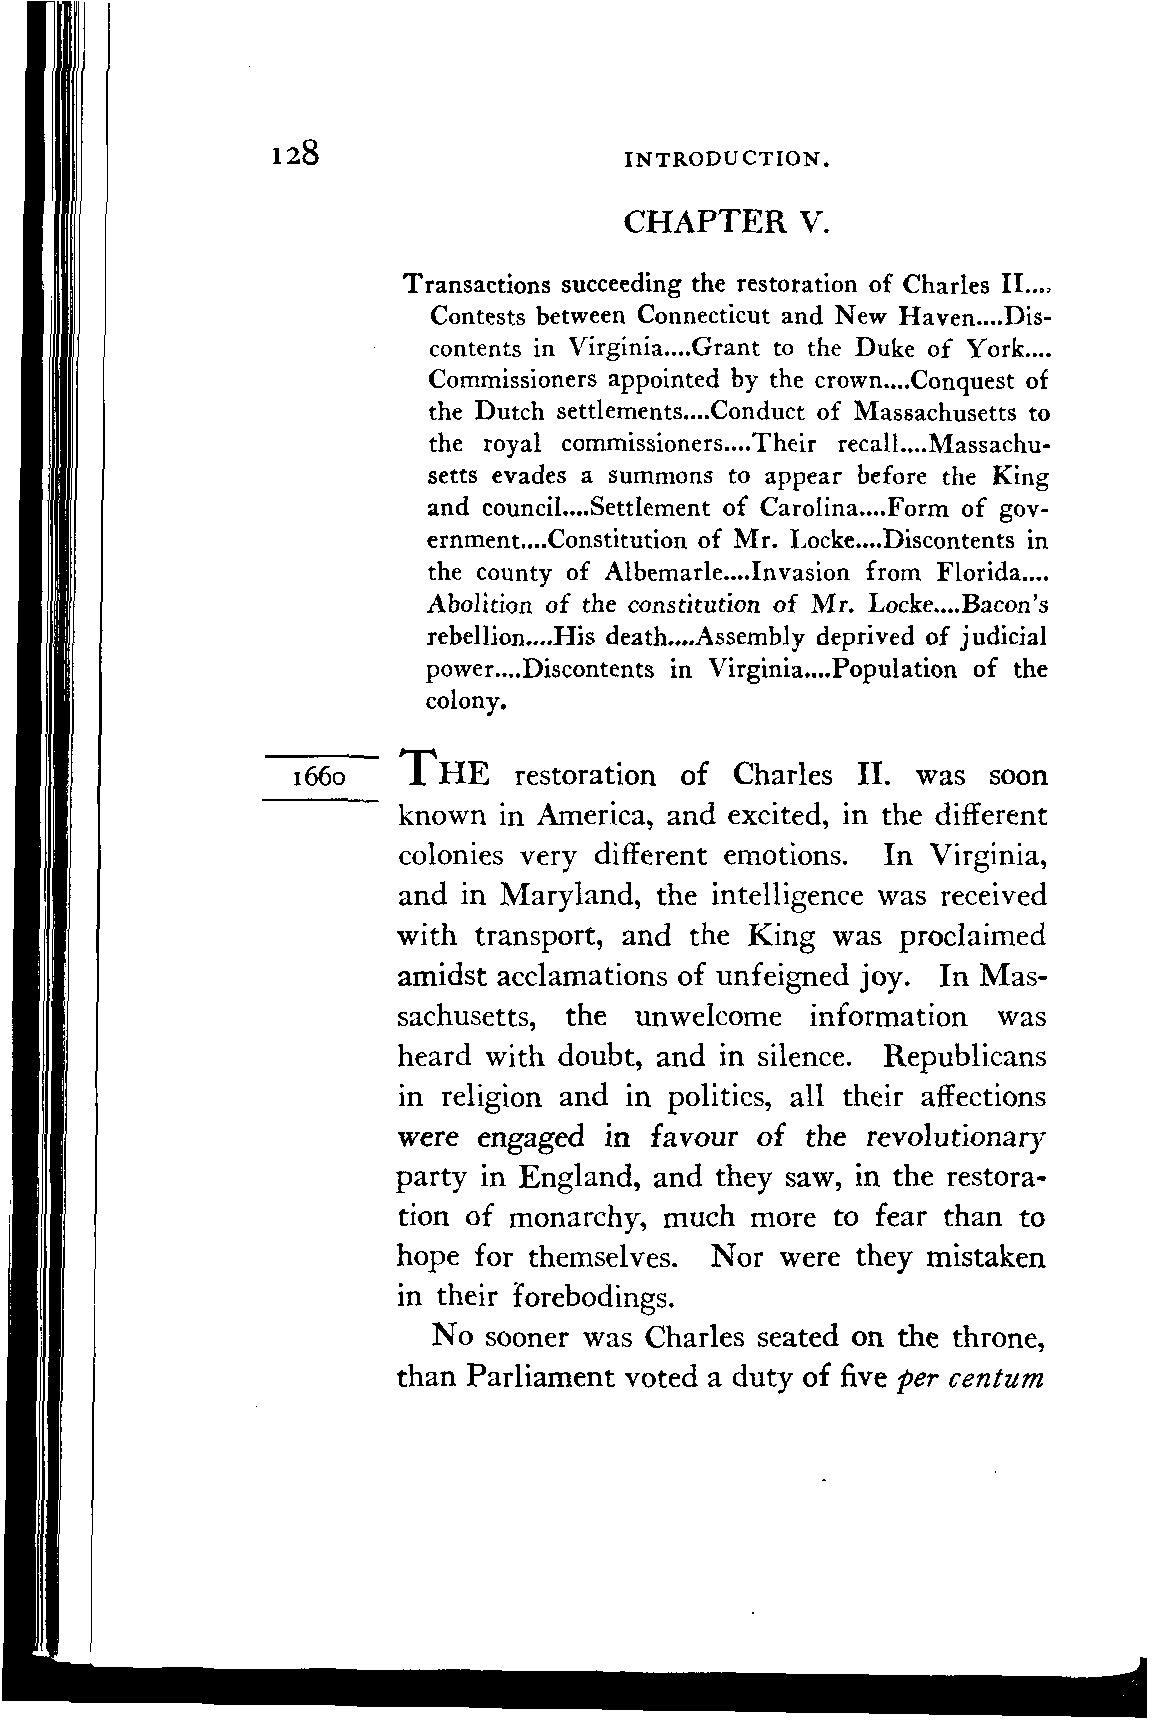 128 INTRODUCTION.
CHAPTER V.
Transactions succeeding the restoration of Charles II....,
Contests between Connecticut and New Haven....Dis-
contents in Virginia....Grant to the Duke of York....
Commissioners appointed by the crown....Conquest of
the Dutch settlements....Conduct of Massachusetts to
the royal commissioners....Their recall....Massachu-
setts evades a summons to appear before the King
and council....Settlement of Carolina....Form of gov-
ernment....Constitution of Mr. Locke....Discontents in
the county of Albemarle....Invasion from Florida....
Abolition of the constitution of Mr. Locke....Bacon's
rebellion....His death....Assembly deprived of judicial
power....Discontents in Virginia....Population of the
colony.
1660 THE restoration of Charles II. was soon
known in America, and excited, in the different
colonies very different emotions. In Virginia,
and in Maryland, the intelligence was received
with transport, and the King was proclaimed
amidst acclamations of unfeigned joy. In Mas-
sachusetts, the unwelcome information was
heard with doubt, and in silence. Republicans
in religion and in politics, all their affections
were engaged in favour of the revolutionary
party in England, and they saw, in the restora-
tion of monarchy, much more to fear than to
hope for themselves. Nor were they mistaken
in their forebodings.
No sooner was Charles seated on the throne,
than Parliament voted a duty of five per centum